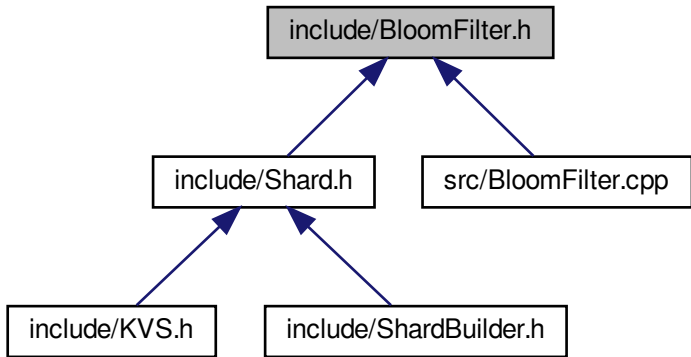 include/BloomFilter.h
include/Shard.h
src/BloomFilter.cpp
include/KVS.h
include/ShardBuilder.h